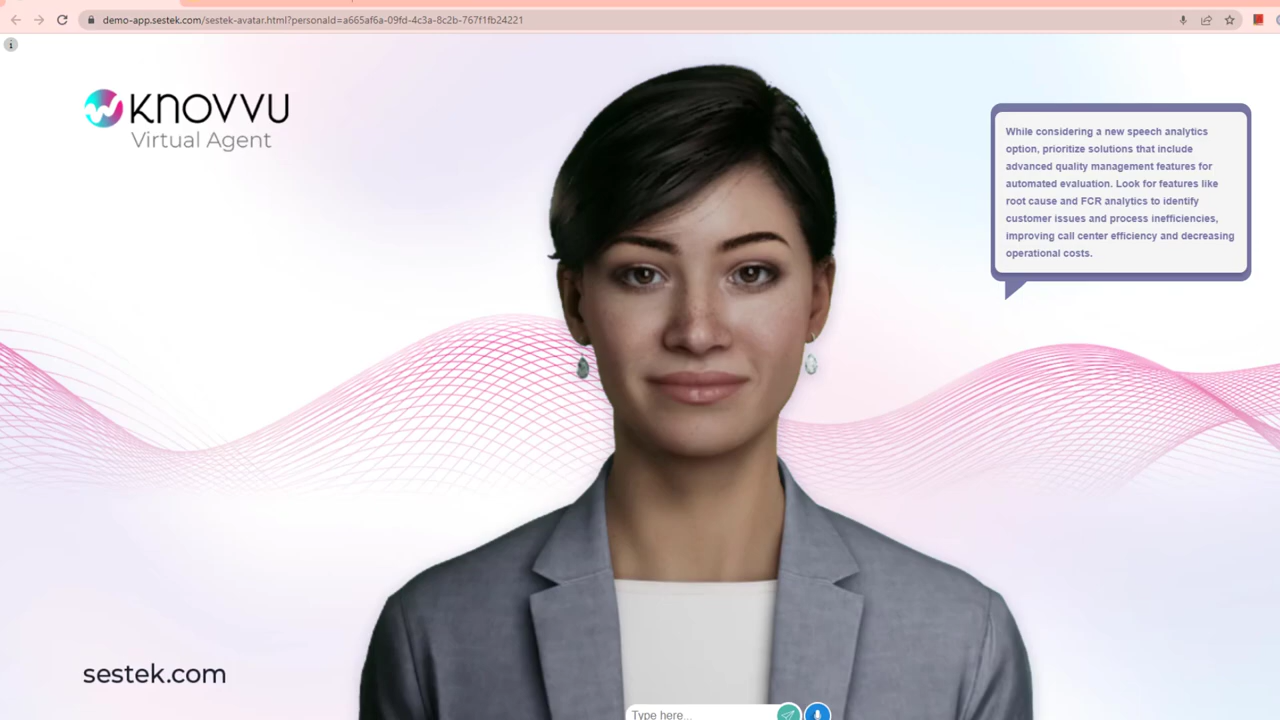 demo-app.sestek.com/sestek-avatar.html?personaId=a665af6a-09fd-4c3a-8c2b-767f1fb24221
KNOVVU
Virtual Agent
While considering a new speech analytics
option, prioritize solutions that include
advanced quality management features for
automated evaluation. Look for features like
root cause and FCR analytics to identify
customer issues and process inefficiencies,
improving call center efficiency and decreasing
operational costs.
sestek.com
Type here...